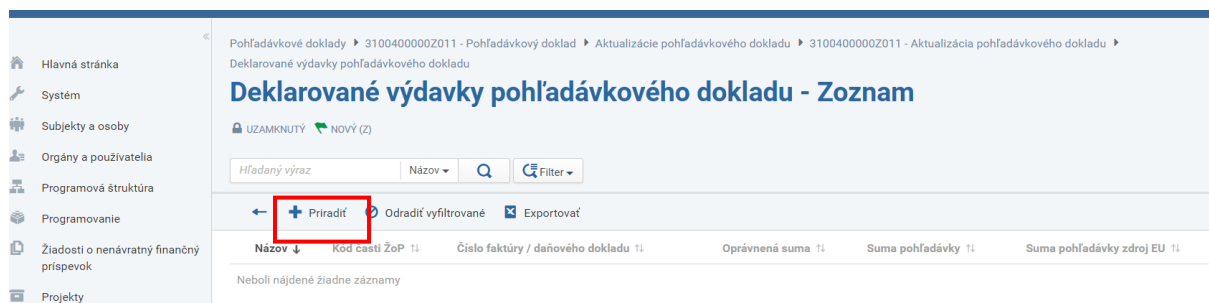 Pohľadávkové doklady ▸ 3100400000Z011 - Pohľadávkový doklad ▸ Aktualizácie pohľadávkového dokladu ▸ 3100400000Z011 - Aktualizácia pohľadávkového dokladu ▸
Deklarované výdavky pohľadávkového dokladu
Deklarované výdavky pohľadávkového dokladu - Zoznam
UZAMKNUTÝ NOVÝ (Z)
Hľadaný výraz Názov Filter
Priradiť Odradiť vyfiltrované Exportovať
Názov Kód časti ŽoP Číslo faktúry / daňového dokladu Oprávnená suma Suma pohľadávky Suma pohľadávky zdroj EU
Neboli nájdené žiadne záznamy
Hlavná stránka
Systém
Subjekty a osoby
Orgány a používatelia
Programová štruktúra
Programovanie
Žiadosti o nenávratný finančný
príspevok
Projekty